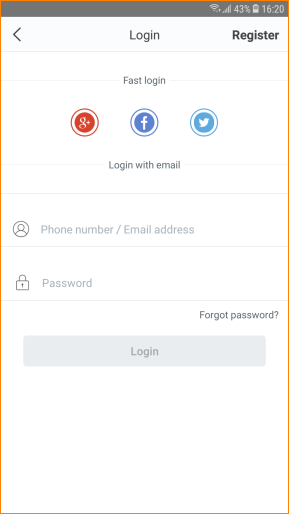 43% 16:20
Login Register
Fast login
g+ f
Login with email
Phone number / Email address
Password
Forgot password?
Login